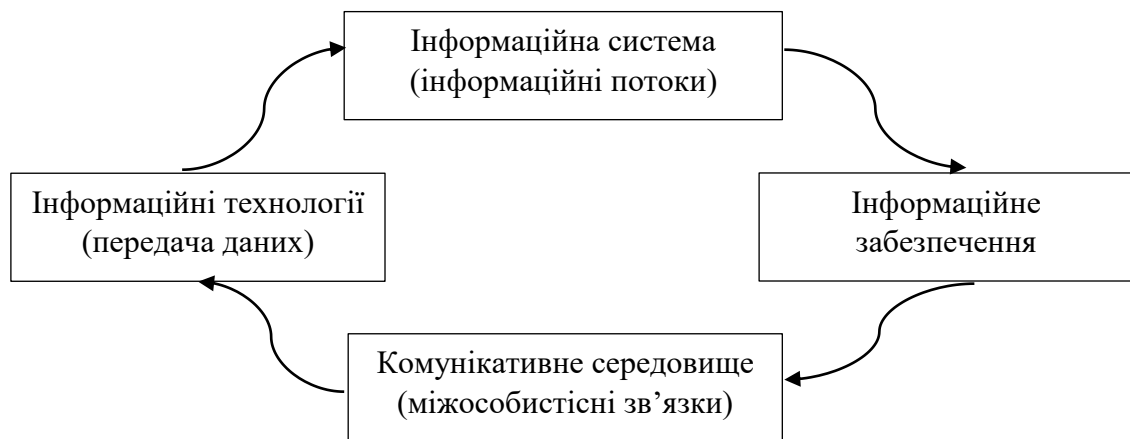 Інформаційна система
(інформаційні потоки)
Інформаційні технології
(передача даних)
Інформаційне
забезпечення
Комунікативне середовище
(міжособистісні зв’язки)